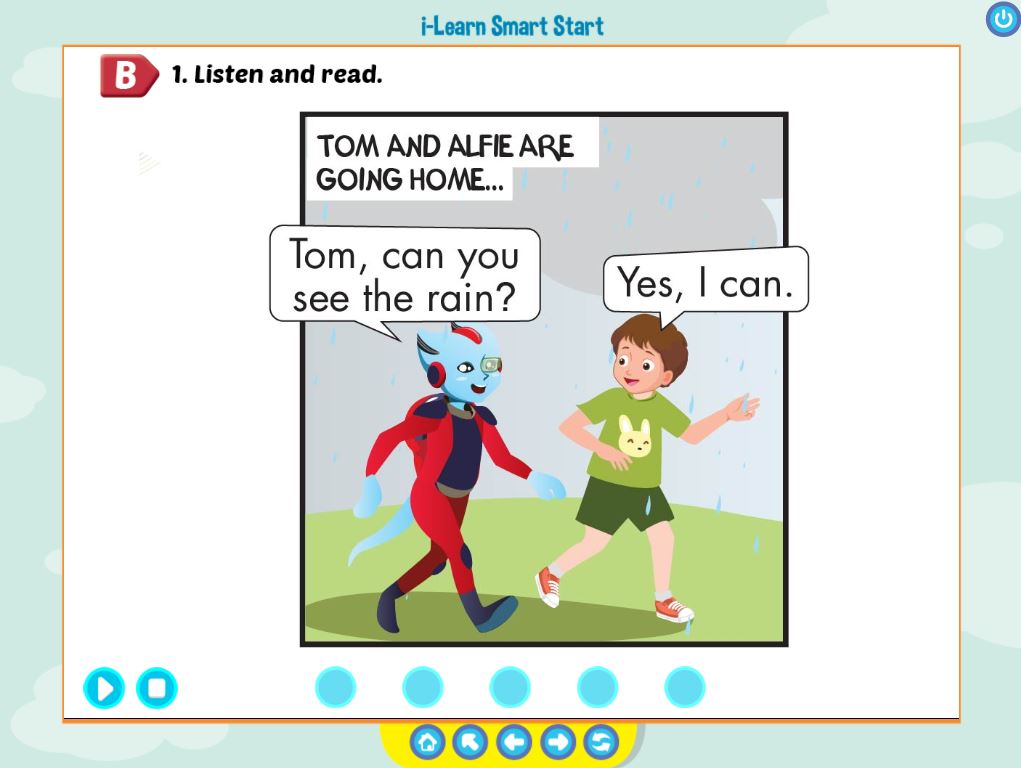 i-Learn Smart Start
B 1. Listen and read.
TOM AND ALFIE ARE
GOING HOME...
Tom, can you
see the rain?
Yes, I can.